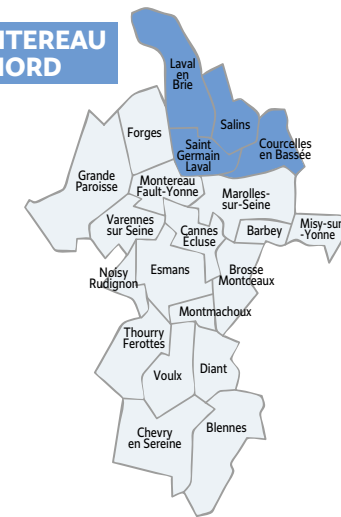 NTEREAU
NORD
Laval
en
Brie
Salins
Forges
Saint
Germain
Laval
Courcelles
en Bassée
Grande
Paroisse
Montereau
Fault-Yonne
Marolles-
sur-Seine
Varennes
sur Seine
Cannes
Écluse
Barbey
Misy-sur
-Yonne
Noisy
Rudignon
Esmans
Brosse
Montceaux
Montmachoux
Thourry
Ferottes
Voulx
Diant
Chevry
en Sereine
Blennes